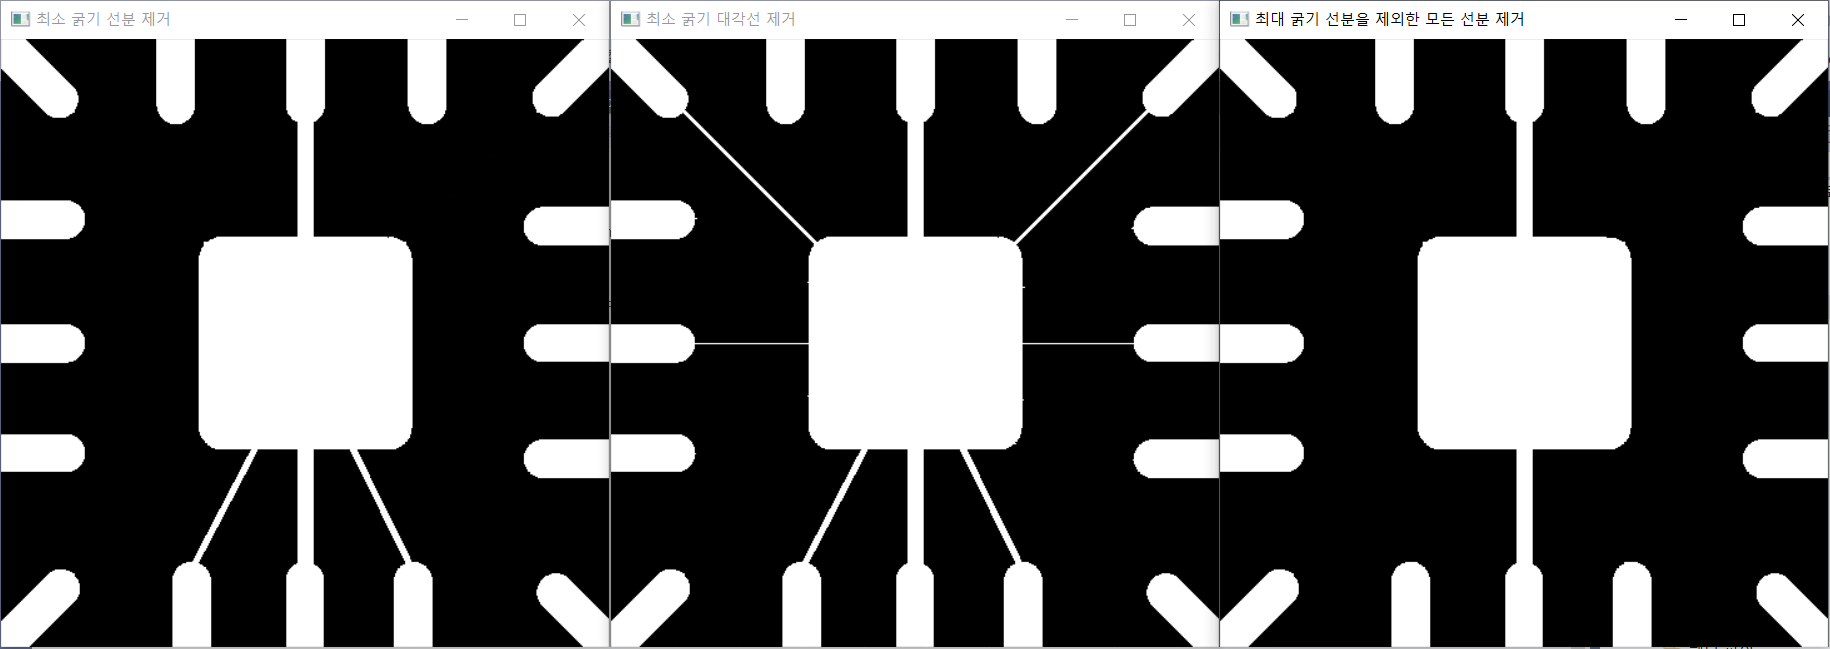 최소 굵기 선분 제거
최소 굵기 대각선 제거
최대 굵기 선분을 제외한 모든 선분 제거